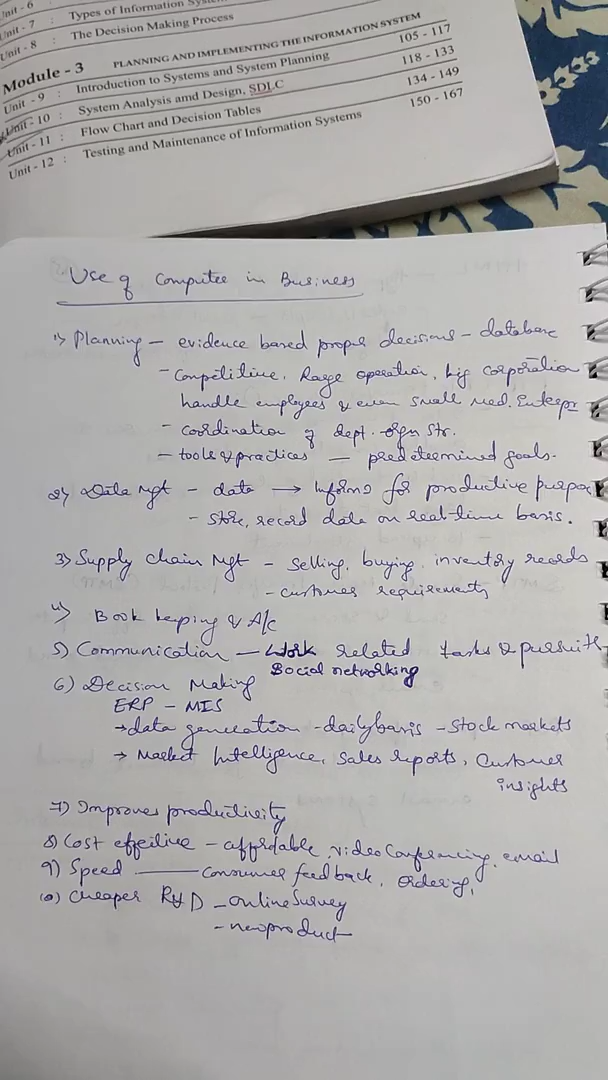 Unit - 6 :
Unit - 7 : Types of Information Syste
Unit - 8 : The Decision Making Process
Module - 3 PLANNING AND IMPLEMENTING THE INFORMATION SYSTEM
Unit - 9 : Introduction to Systems and System Planning 105 - 117
Unit - 10 : System Analysis amd Design, SDLC 118 - 133
Unit - 11 : Flow Chart and Decision Tables 134 - 149
Unit - 12 : Testing and Maintenance of Information Systems 150 - 167
Use of Computer in Business
1) Planning - evidence based proper decisions - database
- Competitive, large operation, big corporation
handle employees & even small med. Enterpr
- coordination of dept. orgn str.
- tools & practices - predetermined goals.
2) Data Mgt - data → Informn for productive purpos
- store, record data on real-time basis.
3) Supply chain Mgt - selling, buying, inventory records
- customer requirements
4) Book keeping & A/c
5) Communication - Work related tasks & pursuits
Social networking
6) Decision Making
ERP - MIS
→ data generation - daily basis - stock markets
→ Market Intelligence, Sales reports, Customer
insights
7) Improves productivity
8) Cost effective - affordable, video Conferencing, email
9) Speed - consumer feedback, ordering,
10) Cheaper R&D - online Survey
- new product